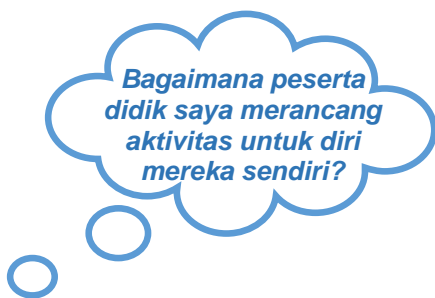 Bagaimana peserta
didik saya merancang
aktivitas untuk diri
mereka sendiri?